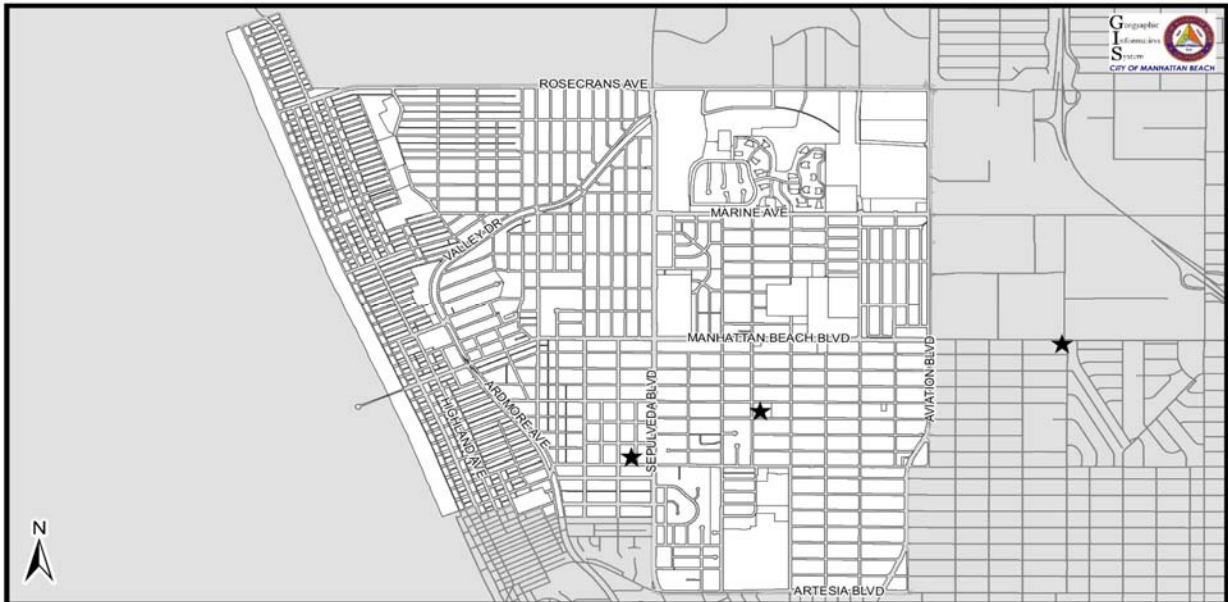 Geographic
Information
System
CITY OF MANHATTAN BEACH
ROSECRANS AVE
MARINE AVE
VALLEY DR
MANHATTAN BEACH BLVD
SEPULVEDA BLVD
AVIATION BLVD
ARDMORE AVE
HIGHLAND AVE
N
ARTESIA BLVD